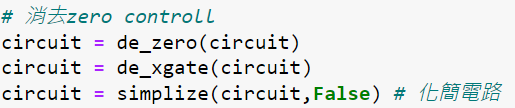 # 消去zero controll
circuit = de_zero(circuit)
circuit = de_xgate(circuit)
circuit = simplize(circuit,False) # 化簡電路